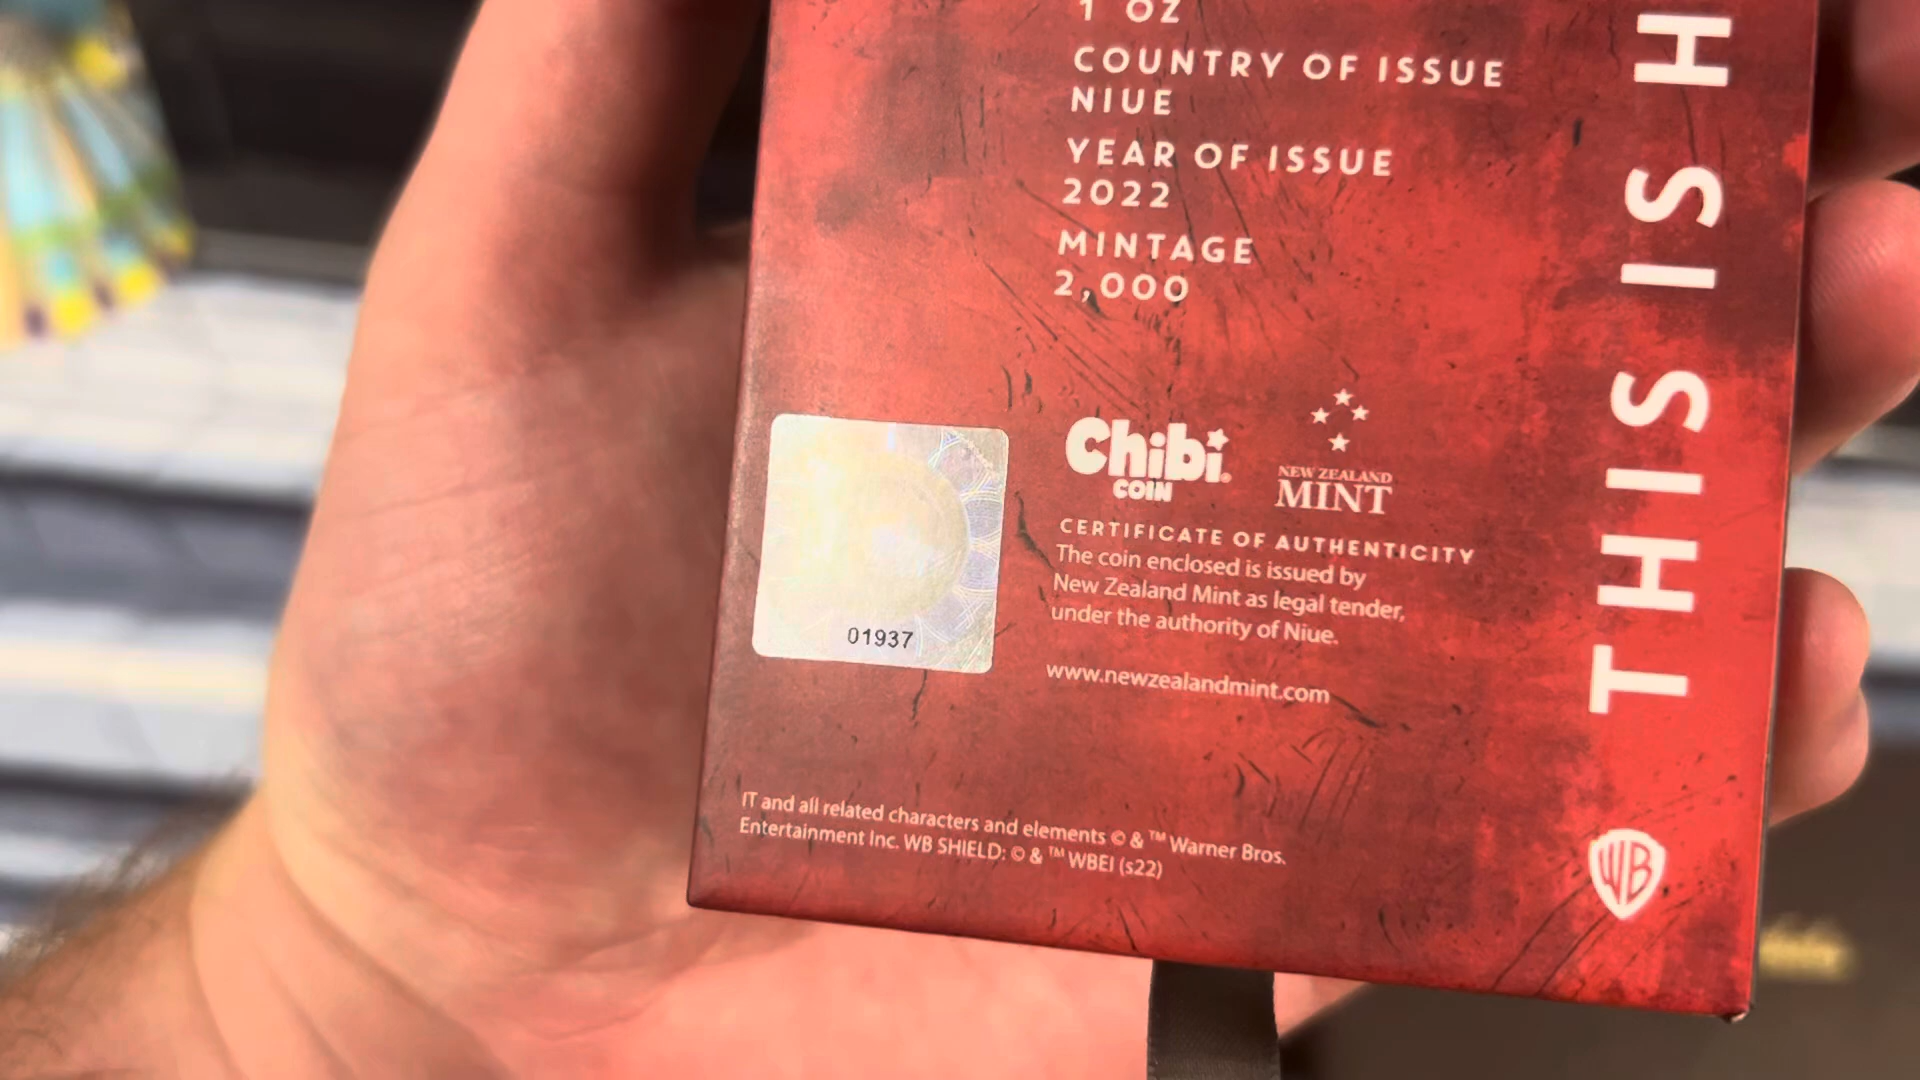 1 OZ
COUNTRY OF ISSUE
NIUE
YEAR OF ISSUE
2022
MINTAGE
2,000
Chibi
COIN
NEW ZEALAND
MINT
CERTIFICATE OF AUTHENTICITY
The coin enclosed is issued by
New Zealand Mint as legal tender,
under the authority of Niue.
www.newzealandmint.com
01937
IT and all related characters and elements © & ™ Warner Bros.
Entertainment Inc. WB SHIELD: © & ™ WBEI (s22)
THIS IS H
WB